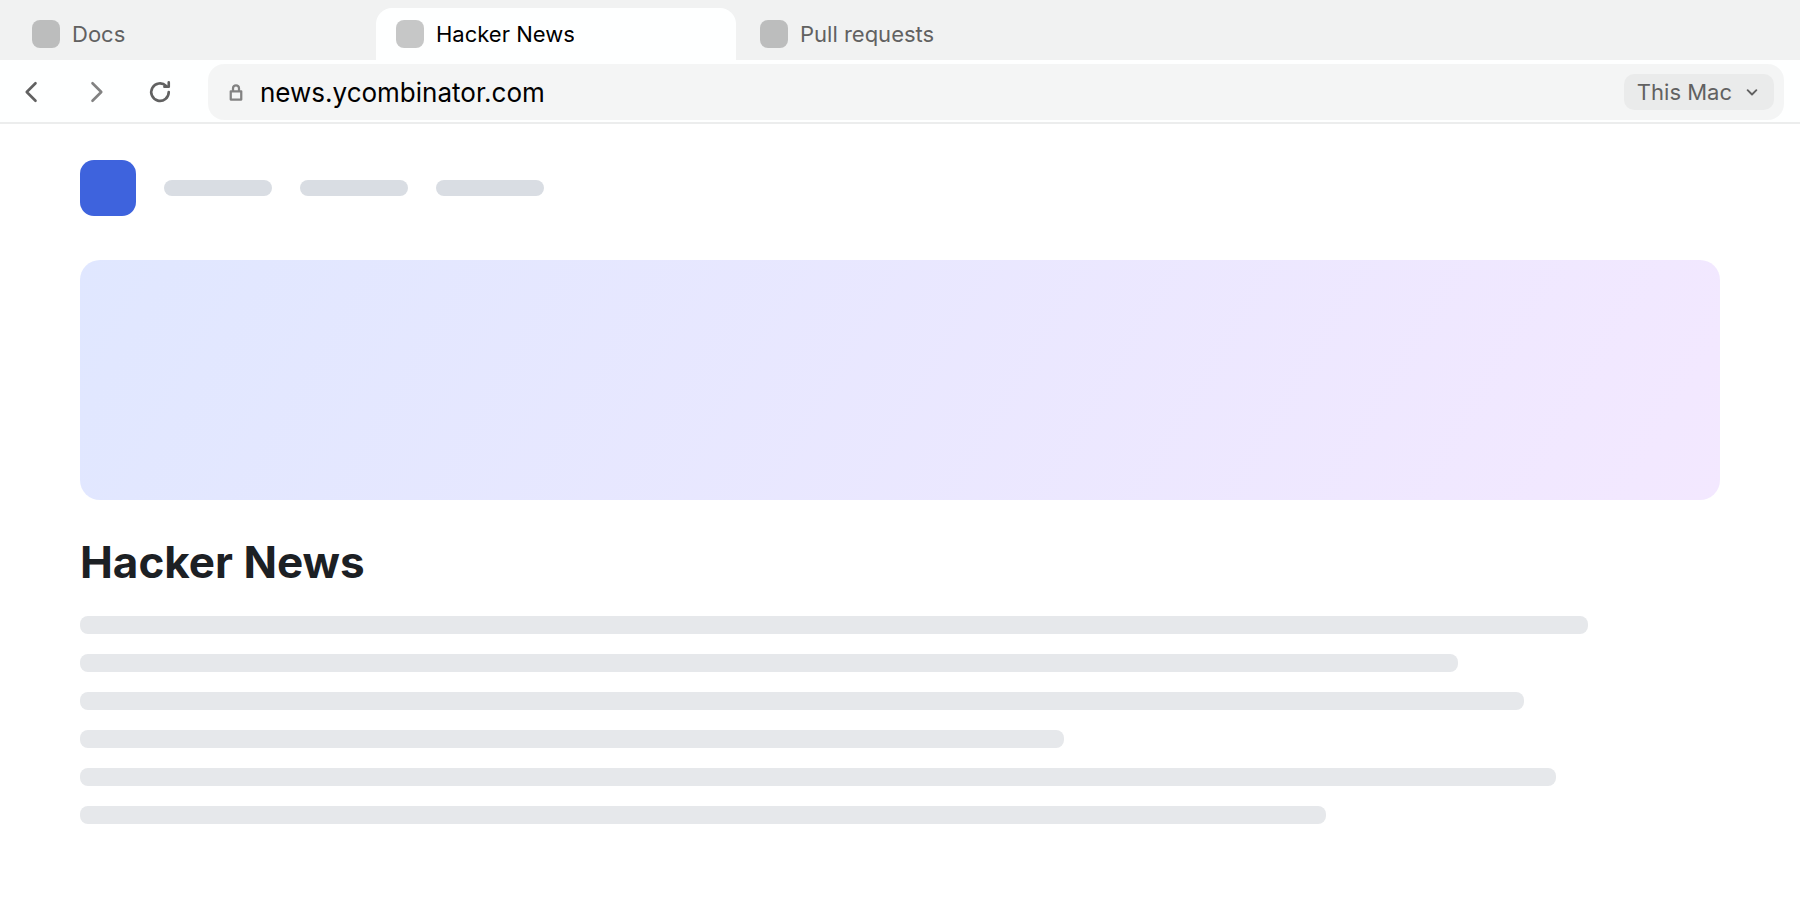 Docs
Hacker News
Pull requests
news.ycombinator.com
This Mac
Hacker News